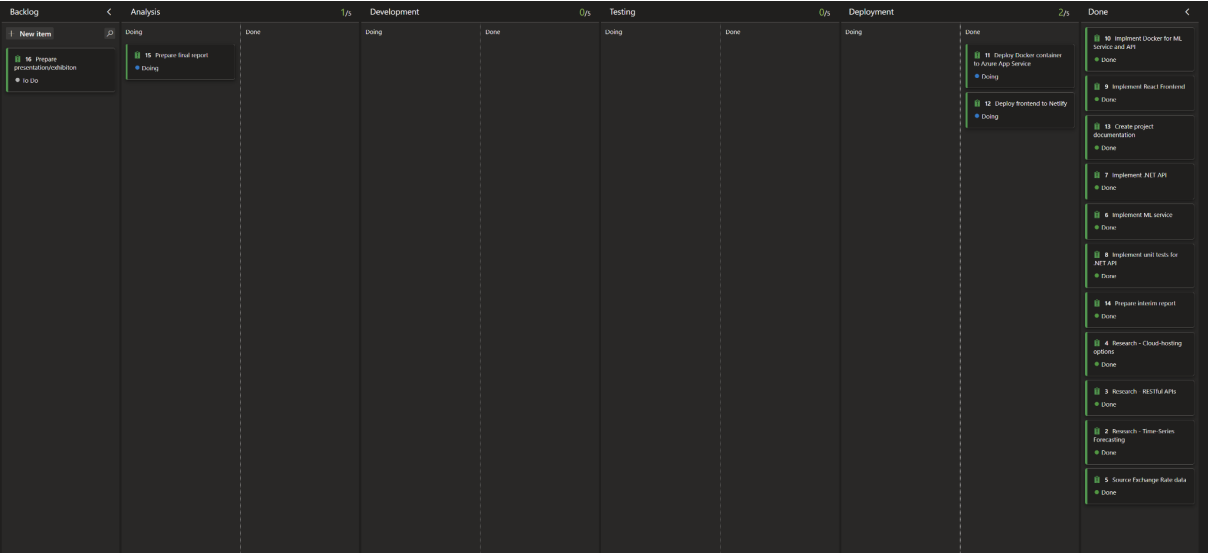 Backlog
Analysis
1/5
Development
0/5
Testing
0/5
Deployment
2/5
Done
+ New item
Doing
Done
Doing
Done
Doing
Done
Doing
Done
16 Prepare
presentation/exhibiton
To Do
15 Prepare final report
Doing
11 Deploy Docker container
to Azure App Service
Doing
12 Deploy frontend to Netlify
Doing
10 Implment Docker for ML
service and API
Done
9 Implement React Frontend
Done
13 Create project
documentation
Done
7 Implement .NET API
Done
6 Implement ML service
Done
8 Implement unit tests for
.NET API
Done
14 Prepare interim report
Done
4 Research - Cloud-hosting
options
Done
3 Research - RESTful APIs
Done
2 Research - Time-Series
Forecasting
Done
5 Source Exchange Rate data
Done